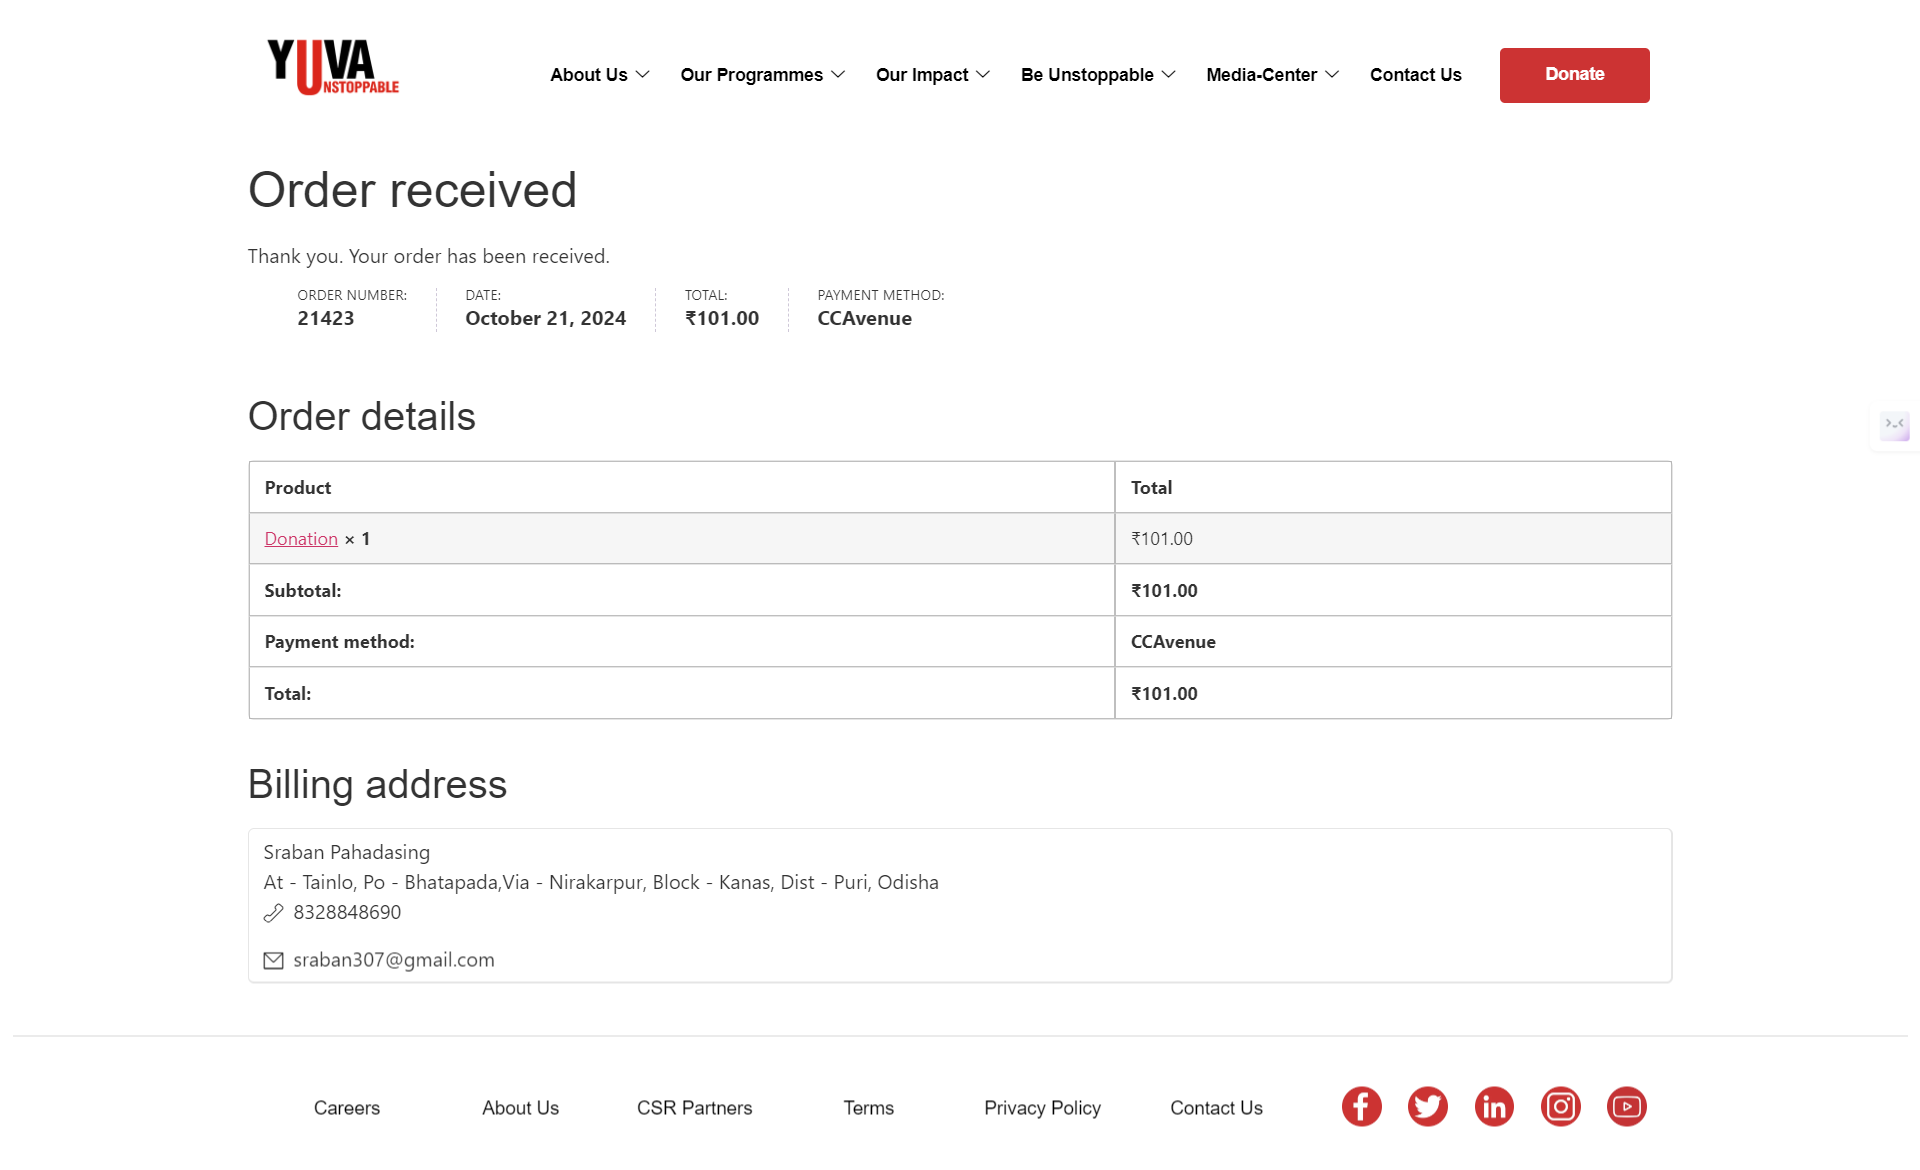 YUVA
UNSTOPPABLE
About Us
Our Programmes
Our Impact
Be Unstoppable
Media-Center
Contact Us
Donate
Order received
Thank you. Your order has been received.
ORDER NUMBER:
21423
DATE:
October 21, 2024
TOTAL:
₹101.00
PAYMENT METHOD:
CCAvenue
Order details
Product Total
Donation × 1 ₹101.00
Subtotal: ₹101.00
Payment method: CCAvenue
Total: ₹101.00
Billing address
Sraban Pahadasing
At - Tainlo, Po - Bhatapada,Via - Nirakarpur, Block - Kanas, Dist - Puri, Odisha
8328848690
sraban307@gmail.com
Careers
About Us
CSR Partners
Terms
Privacy Policy
Contact Us